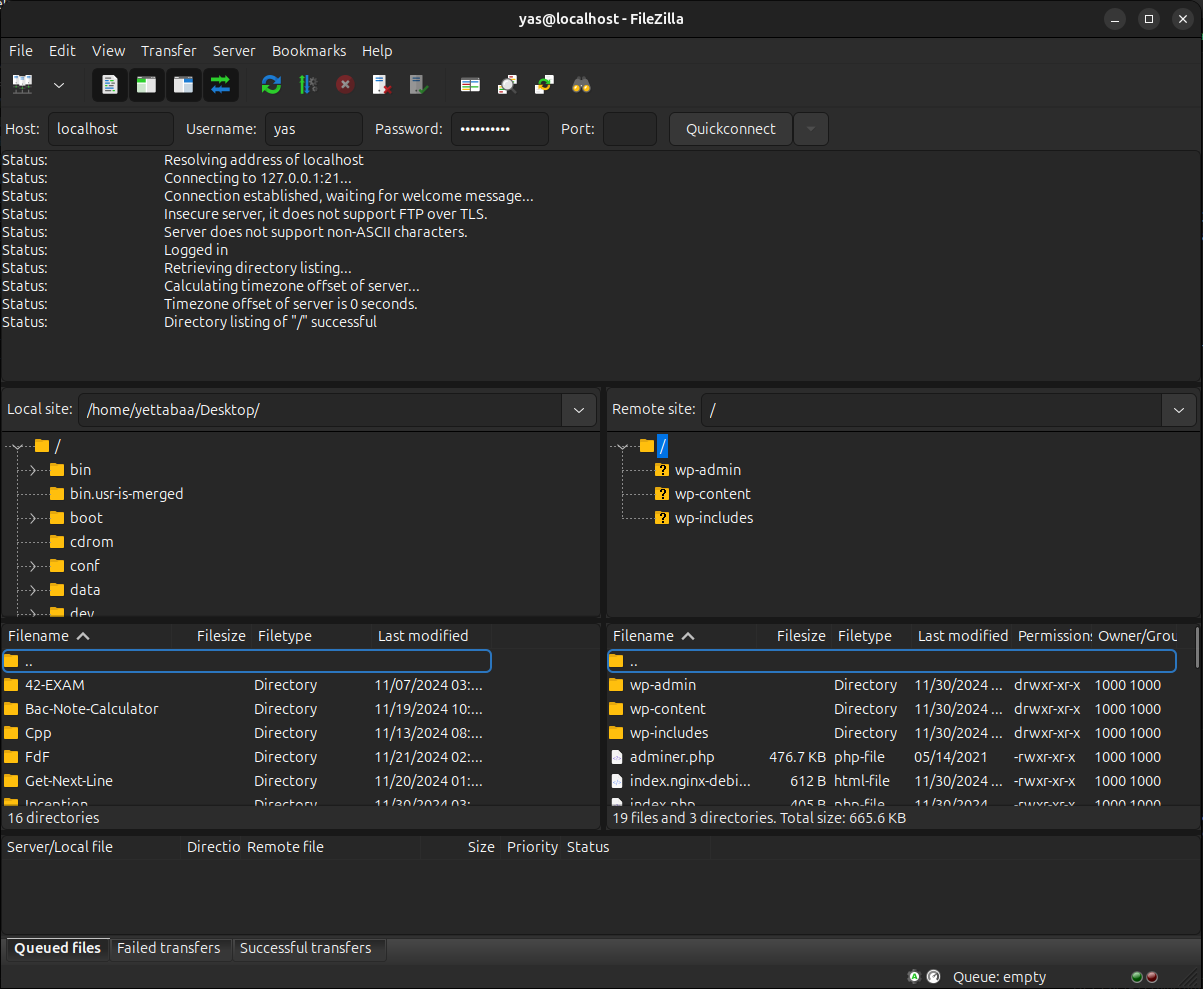 yas@localhost - FileZilla
File Edit View Transfer Server Bookmarks Help
Host: localhost Username: yas Password: •••••••••• Port: Quickconnect
Status: Resolving address of localhost
Status: Connecting to 127.0.0.1:21...
Status: Connection established, waiting for welcome message...
Status: Insecure server, it does not support FTP over TLS.
Status: Server does not support non-ASCII characters.
Status: Logged in
Status: Retrieving directory listing...
Status: Calculating timezone offset of server...
Status: Timezone offset of server is 0 seconds.
Status: Directory listing of "/" successful
Local site: /home/yettabaa/Desktop/
/
bin
bin.usr-is-merged
boot
cdrom
conf
data
dev
Filename Filesize Filetype Last modified
..
42-EXAM Directory 11/07/2024 03:...
Bac-Note-Calculator Directory 11/19/2024 10:...
Cpp Directory 11/13/2024 08:...
FdF Directory 11/21/2024 02:...
Get-Next-Line Directory 11/20/2024 01:...
Inception Directory 11/30/2024 03:...
16 directories
Remote site: /
/
wp-admin
wp-content
wp-includes
Filename Filesize Filetype Last modified Permissions Owner/Grou
..
wp-admin Directory 11/30/2024 ... drwxr-xr-x 1000 1000
wp-content Directory 11/30/2024 ... drwxr-xr-x 1000 1000
wp-includes Directory 11/30/2024 ... drwxr-xr-x 1000 1000
adminer.php 476.7 KB php-file 05/14/2021 -rwxr-xr-x 1000 1000
index.nginx-debi... 612 B html-file 11/30/2024 ... -rwxr-xr-x 1000 1000
index.php 405 B php-file 11/30/2024 ... -rwxr-xr-x 1000 1000
19 files and 3 directories. Total size: 665.6 KB
Server/Local file Directio Remote file Size Priority Status
Queued files Failed transfers Successful transfers
Queue: empty